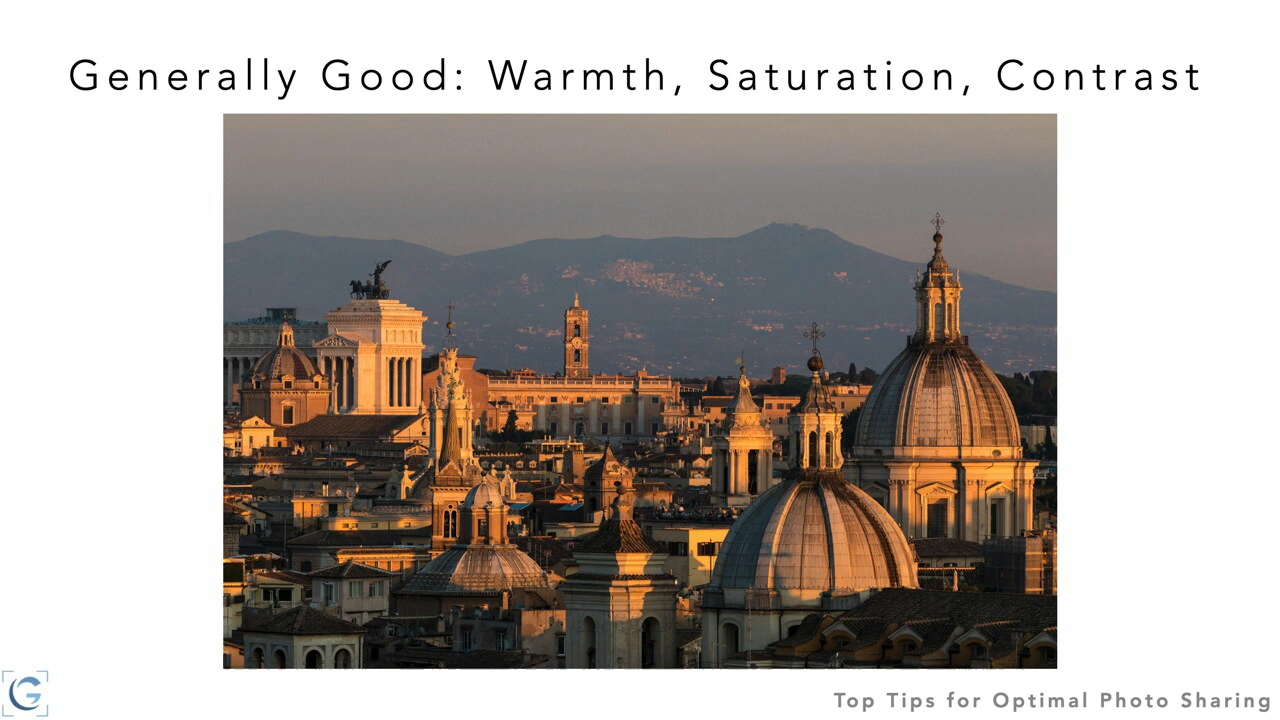 Generally Good: Warmth, Saturation, Contrast
G
Top Tips for Optimal Photo Sharing